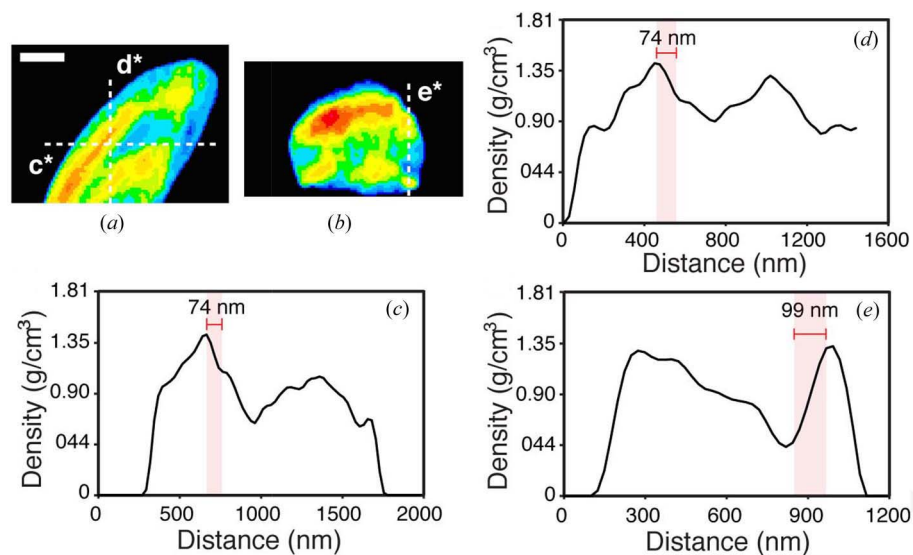 d*
c*
(a)
e*
(b)
1.81
1.35
0.90
044
0
Density (g/cm³)
74 nm
(d)
0
400
800
1200
1600
Distance (nm)
1.81
1.35
0.90
044
0
Density (g/cm³)
74 nm
(c)
0
500
1000
1500
2000
Distance (nm)
1.81
1.35
0.90
044
0
Density (g/cm³)
99 nm
(e)
0
300
600
900
1200
Distance (nm)